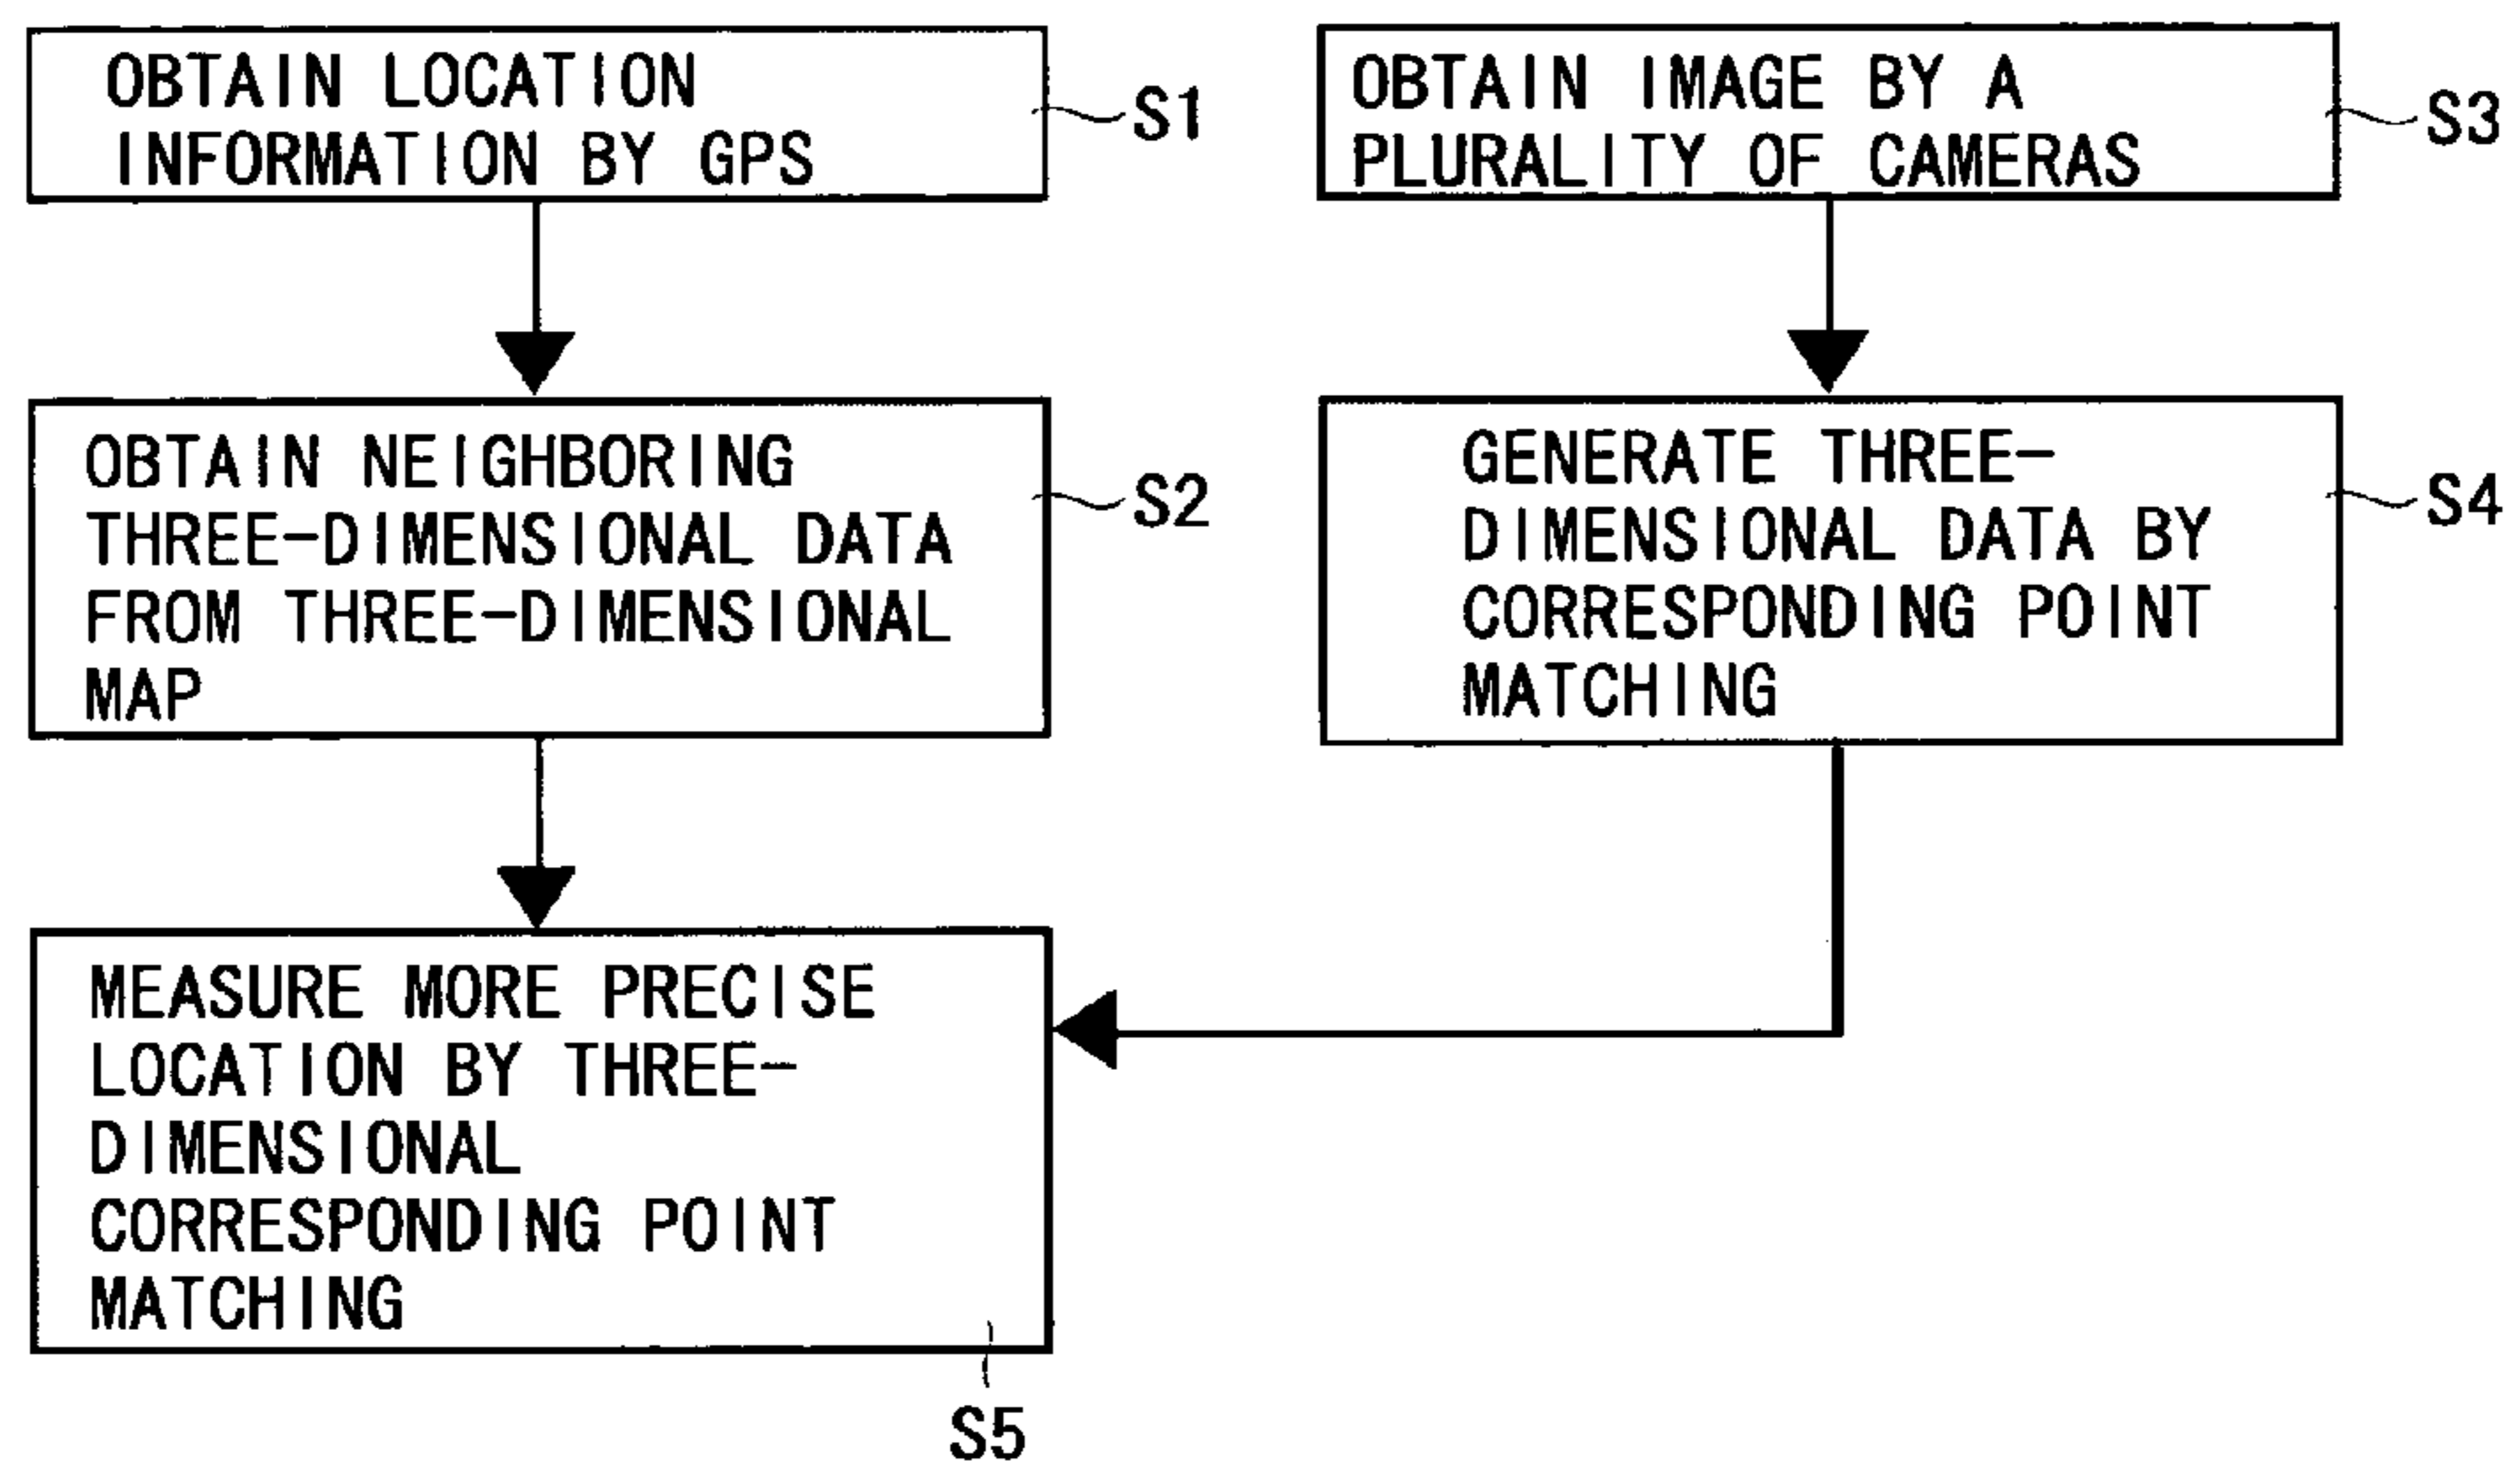 OBTAIN LOCATION
INFORMATION BY GPS
S1
OBTAIN IMAGE BY A
PLURALITY OF CAMERAS
S3
OBTAIN NEIGHBORING
THREE-DIMENSIONAL DATA
FROM THREE-DIMENSIONAL
MAP
S2
GENERATE THREE-
DIMENSIONAL DATA BY
CORRESPONDING POINT
MATCHING
S4
MEASURE MORE PRECISE
LOCATION BY THREE-
DIMENSIONAL
CORRESPONDING POINT
MATCHING
S5